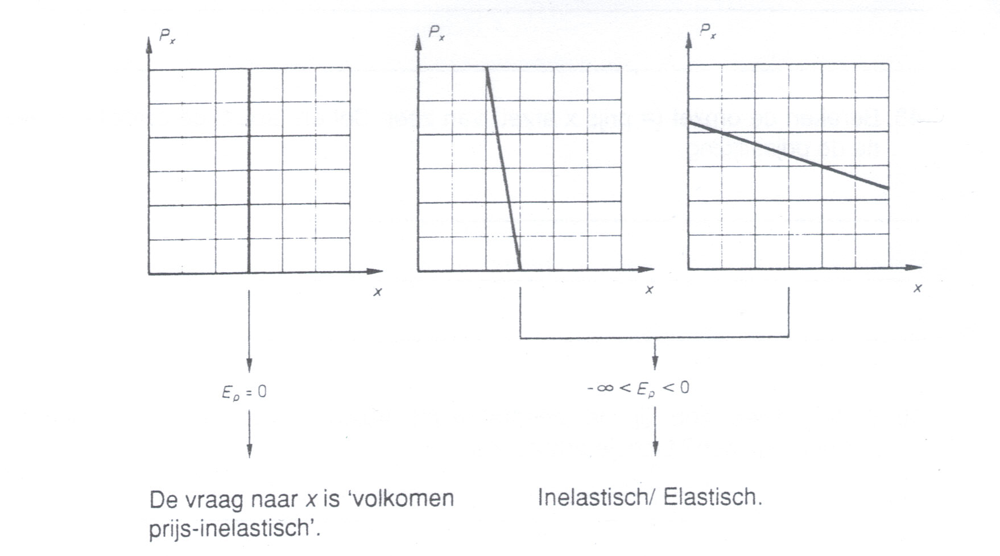 Px Px Px
x x x
Ep = 0
-∞ < Ep < 0
De vraag naar x is ‘volkomen
prijs-inelastisch’.
Inelastisch/ Elastisch.